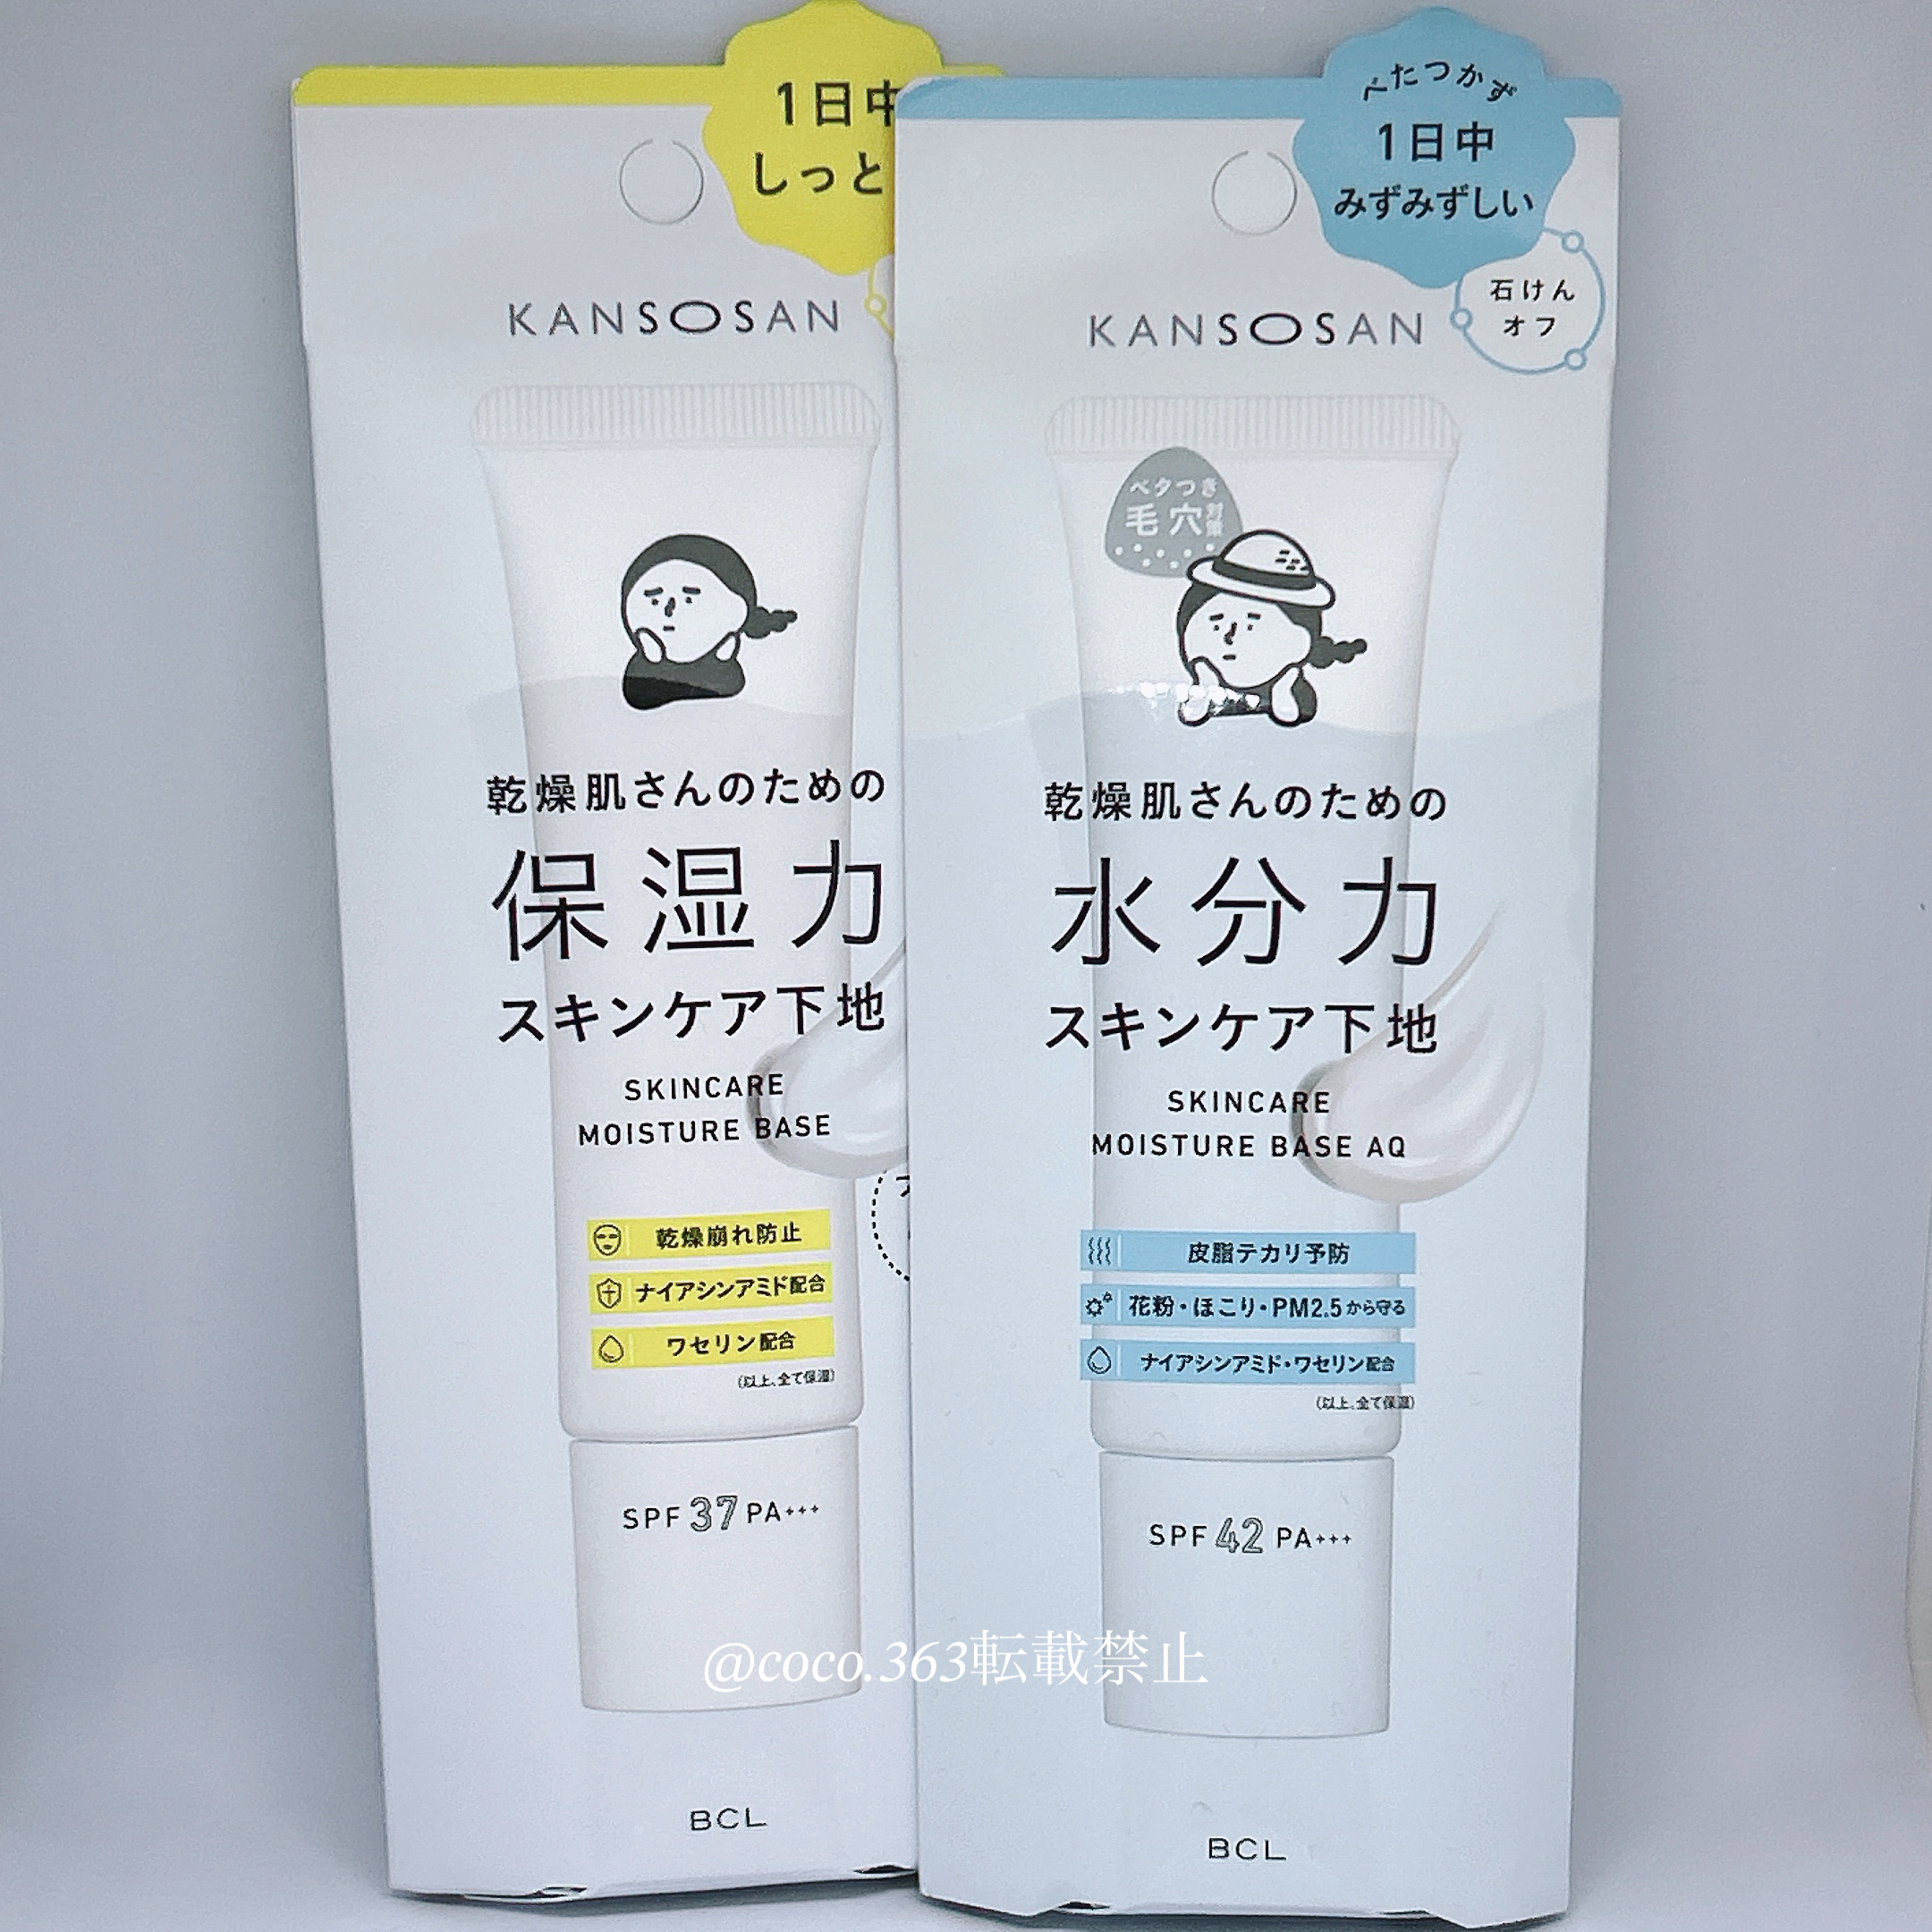 1日中
しっと
KANSOSAN
乾燥肌さんのための
保湿力
スキンケア下地
SKINCARE
MOISTURE BASE
乾燥崩れ防止
ナイアシンアミド配合
ワセリン配合
(以上、全て保湿)
SPF 37 PA+++
BCL
べたつかず
1日中
みずみずしい
石けん
オフ
KANSOSAN
ベタつき
毛穴対策
乾燥肌さんのための
水分力
スキンケア下地
SKINCARE
MOISTURE BASE AQ
皮脂テカリ予防
花粉・ほこり・PM2.5から守る
ナイアシンアミド・ワセリン配合
(以上、全て保湿)
SPF 42 PA+++
BCL
@coco.363転載禁止